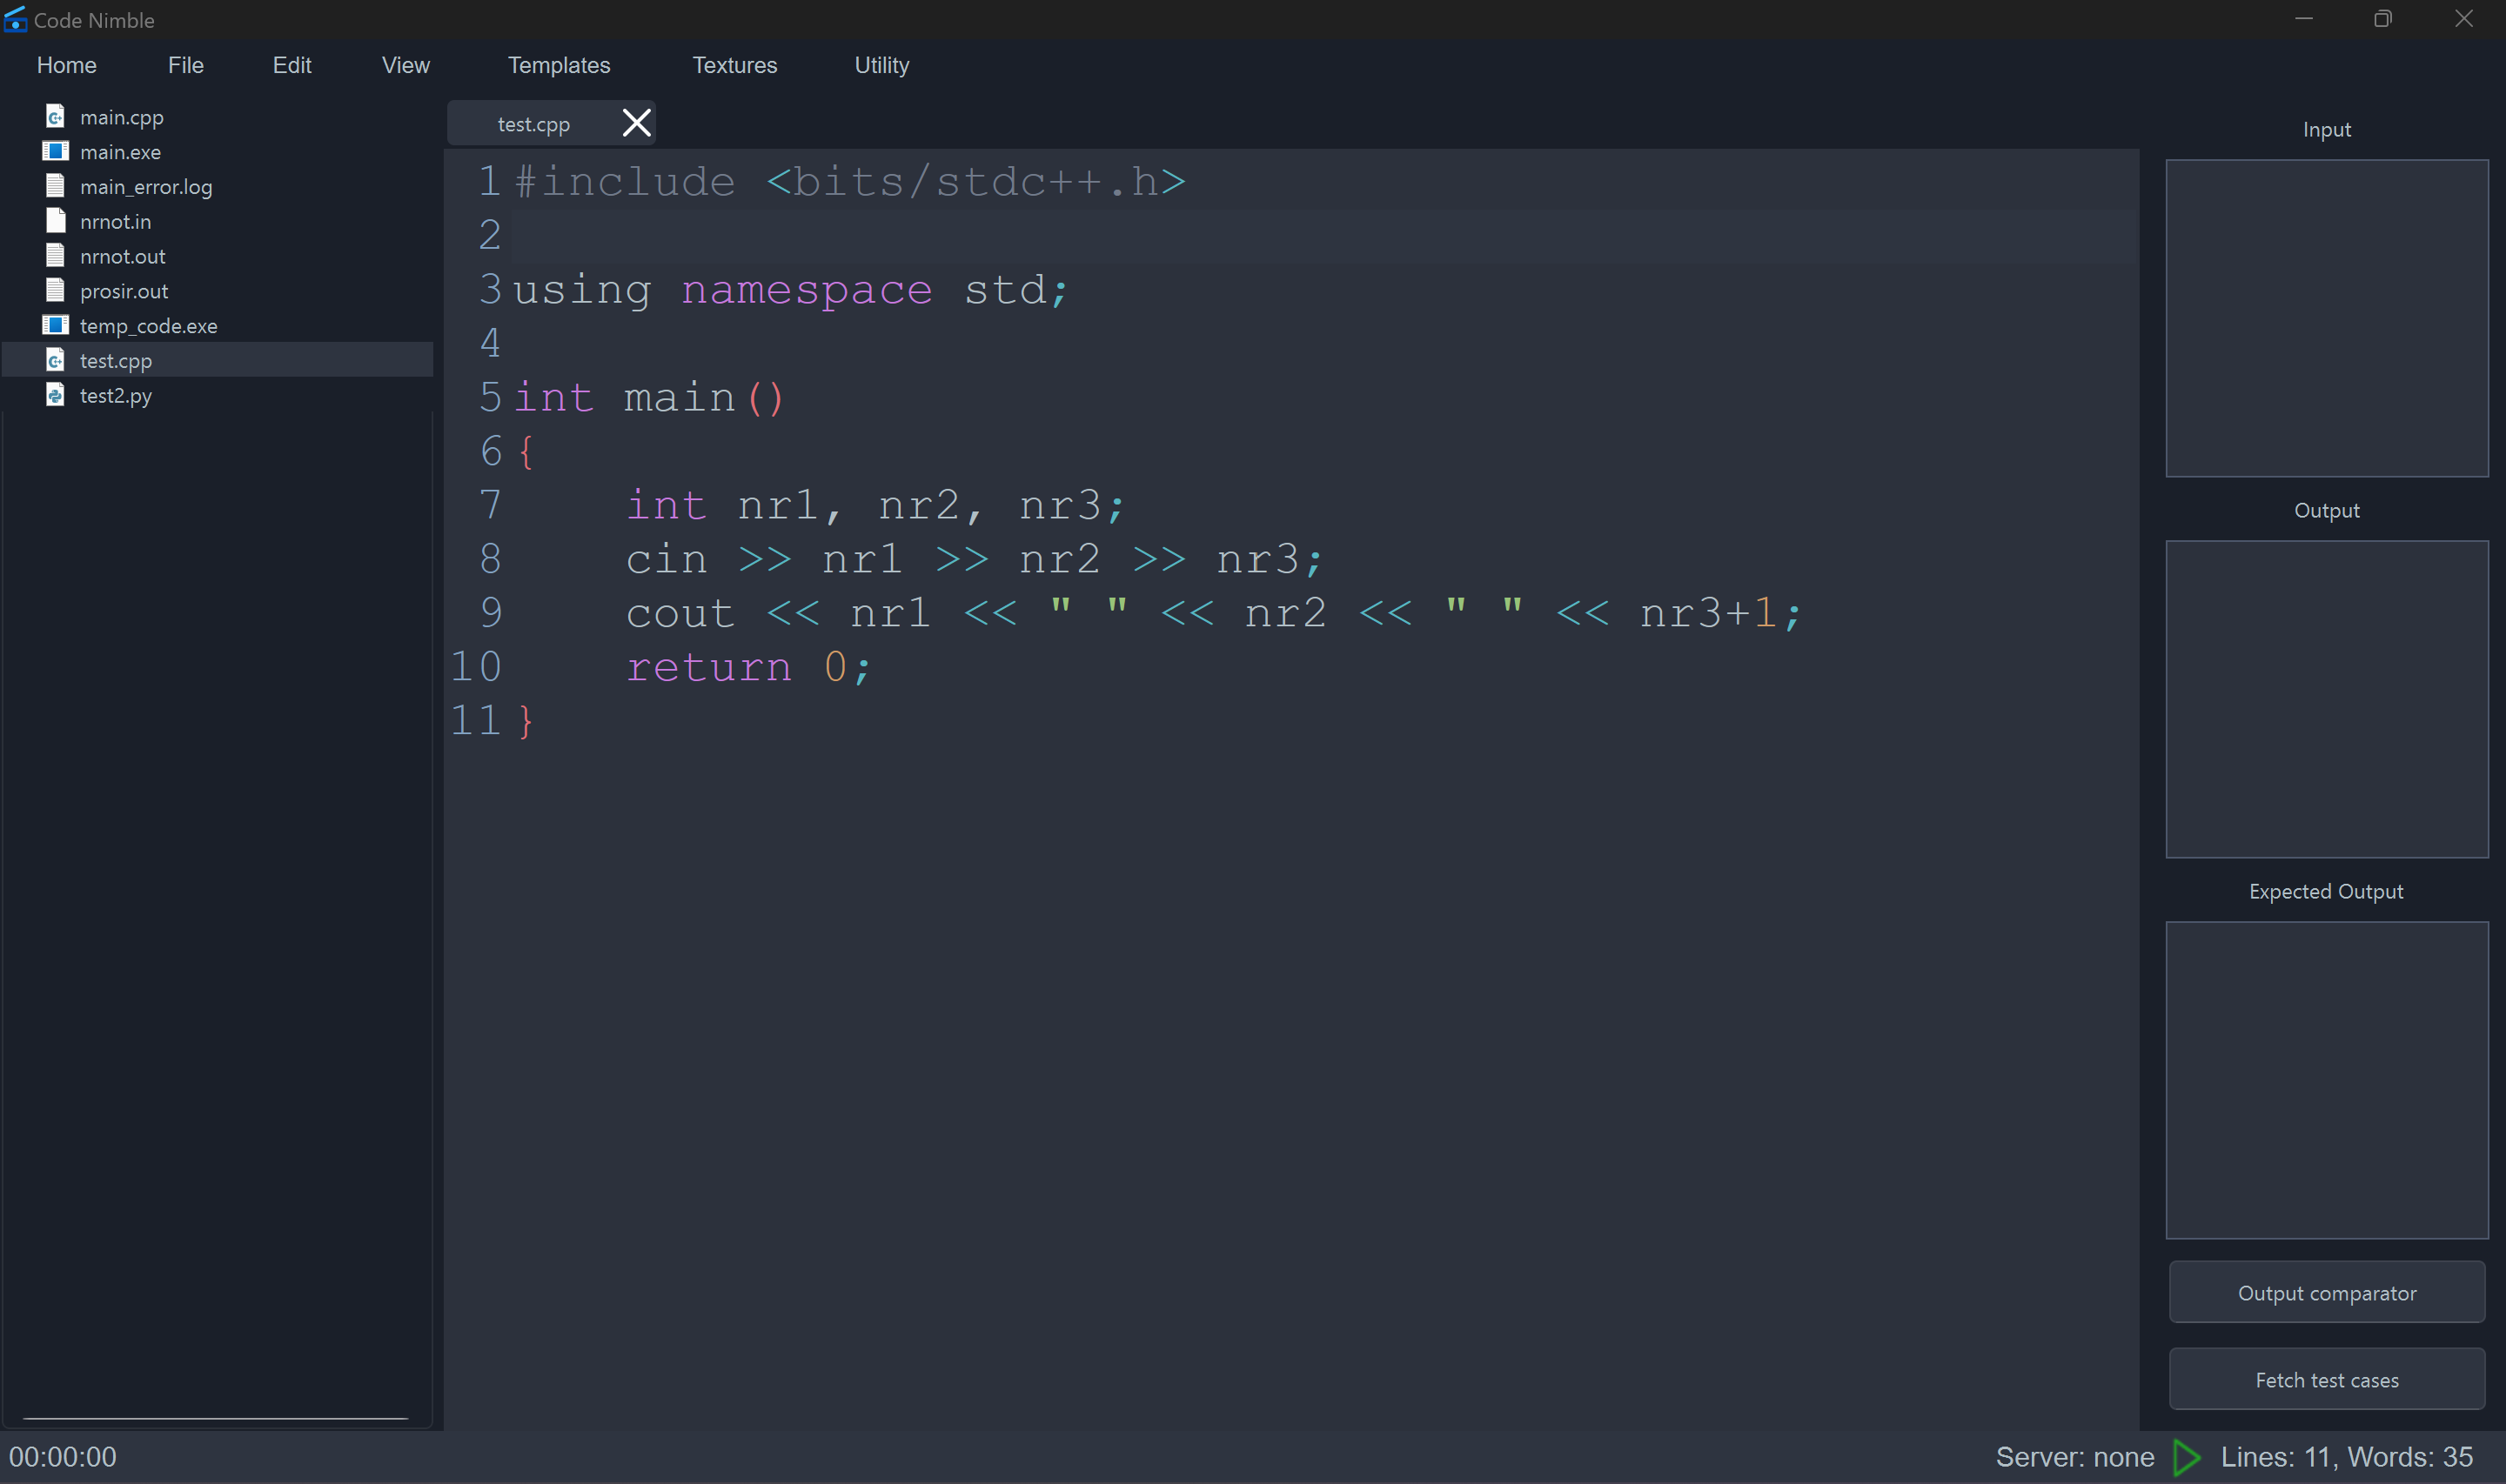 Code Nimble
Home File Edit View Templates Textures Utility
main.cpp
main.exe
main_error.log
nrnot.in
nrnot.out
prosir.out
temp_code.exe
test.cpp
test2.py
test.cpp
1 #include <bits/stdc++.h>
2
3 using namespace std;
4
5 int main()
6 {
7     int nr1, nr2, nr3;
8     cin >> nr1 >> nr2 >> nr3;
9     cout << nr1 << " " << nr2 << " " << nr3+1;
10     return 0;
11 }
Input
Output
Expected Output
Output comparator
Fetch test cases
00:00:00
Server: none Lines: 11, Words: 35